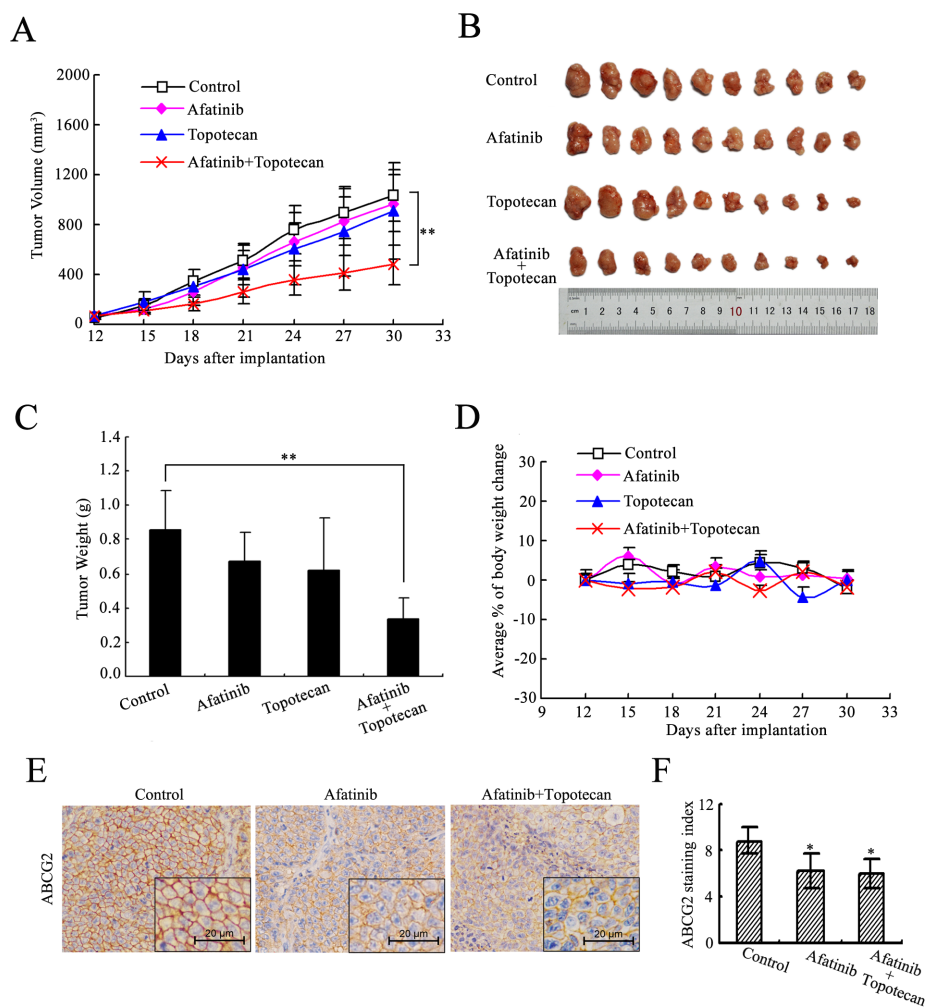 A
Tumor Volume (mm³)
2000
1600
1200
800
400
0
Control
Afatinib
Topotecan
Afatinib+Topotecan
**
12 15 18 21 24 27 30 33
Days after implantation
B
Control
Afatinib
Topotecan
Afatinib
+
Topotecan
cm 1 2 3 4 5 6 7 8 9 10 11 12 13 14 15 16 17 18
C
Tumor Weight (g)
1.4
1.2
1.0
0.8
0.6
0.4
0.2
0.0
**
Control
Afatinib
Topotecan
Afatinib
+
Topotecan
D
Average % of body weight change
30
20
10
0
-10
-20
-30
Control
Afatinib
Topotecan
Afatinib+Topotecan
9 12 15 18 21 24 27 30 33
Days after implantation
E
Control
Afatinib
Afatinib+Topotecan
ABCG2
20 μm
20 μm
20 μm
F
ABCG2 staining index
12
8
4
0
*
*
Control
Afatinib
Afatinib
+
Topotecan